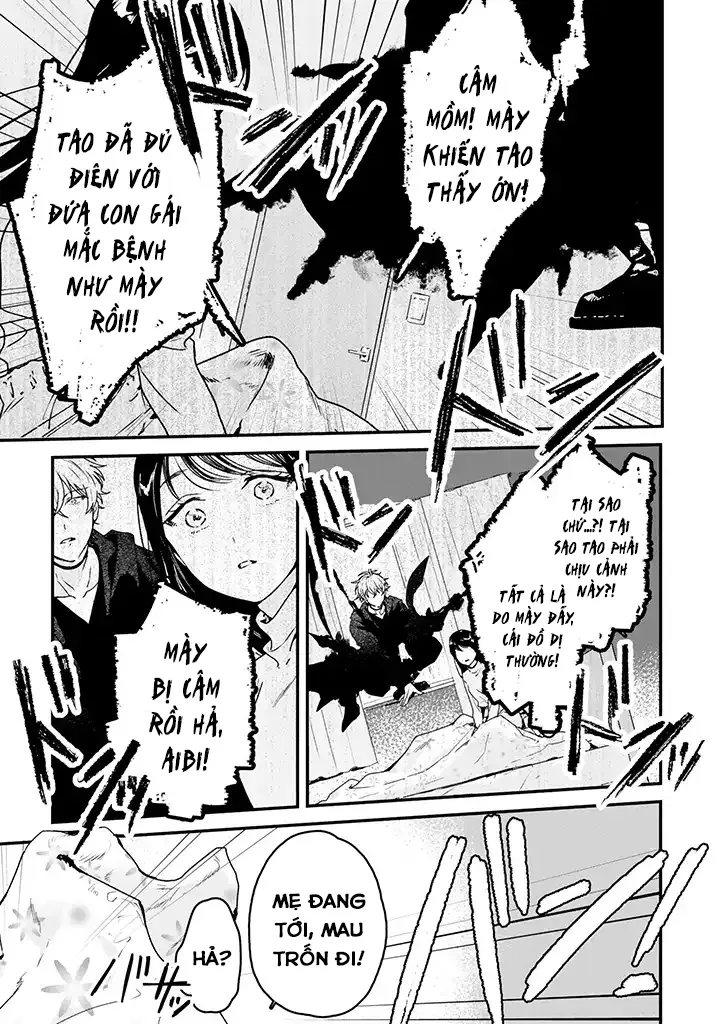 CÂM
MỒM! MÀY
KHIẾN TAO
THẤY ỚN!
TAO ĐÃ ĐỦ
ĐIÊN VỚI
ĐỨA CON GÁI
MẮC BỆNH
NHƯ MÀY
RỒI!!
TẠI SAO
CHỨ...?! TẠI
SAO TAO PHẢI
CHỊU CẢNH
NÀY?!
TẤT CẢ LÀ
DO MÀY ĐẤY,
CÁI ĐỒ DỊ
THƯỜNG!
MÀY
BỊ CÂM
RỒI HẢ,
AIBI!
MẸ ĐANG
TỚI, MAU
TRỐN ĐI!
HẢ?